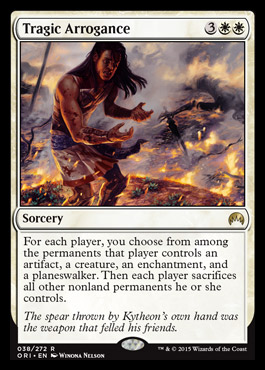 Tragic Arrogance 3
Sorcery
For each player, you choose from among
the permanents that player controls an
artifact, a creature, an enchantment, and
a planeswalker. Then each player sacrifices
all other nonland permanents he or she
controls.
The spear thrown by Kytheon's own hand was
the weapon that felled his friends.
038/272 R
ORI • EN Winona Nelson
™ & © 2015 Wizards of the Coast